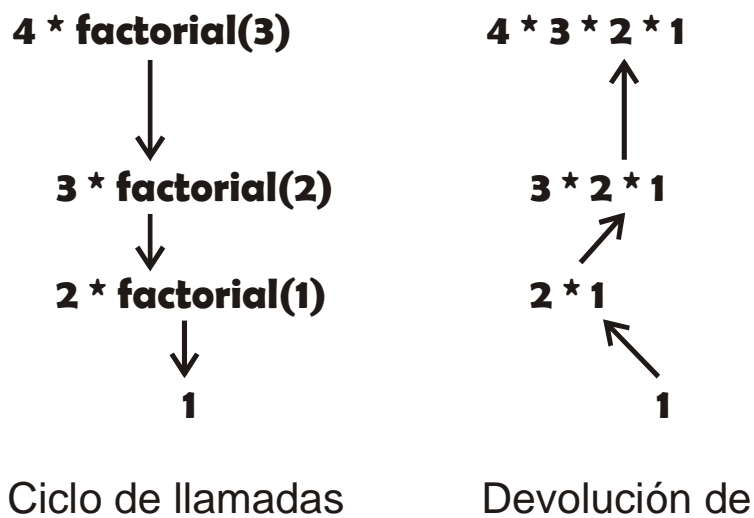 4 * factorial(3)
3 * factorial(2)
2 * factorial(1)
1
Ciclo de llamadas
4 * 3 * 2 * 1
3 * 2 * 1
2 * 1
1
Devolución de